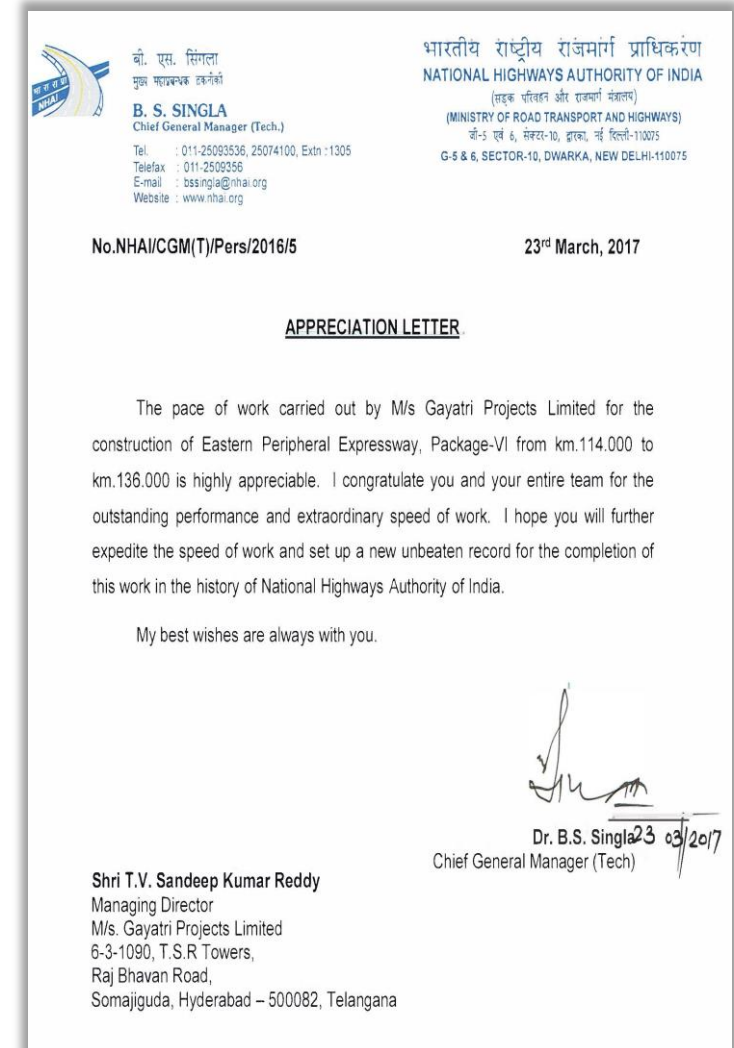 भा रा रा प्रा
NHAI
बी. एस. सिंगला
मुख्य महाप्रबन्धक तकनीकी
B. S. SINGLA
Chief General Manager (Tech.)
Tel. : 011-25093536, 25074100, Extn : 1305
Telefax : 011-2509356
E-mail : bssingla@nhai.org
Website : www.nhai.org
भारतीय राष्ट्रीय राजमार्ग प्राधिकरण
NATIONAL HIGHWAYS AUTHORITY OF INDIA
(सड़क परिवहन और राजमार्ग मंत्रालय)
(MINISTRY OF ROAD TRANSPORT AND HIGHWAYS)
जी-5 एवं 6, सेक्टर-10, द्वारका, नई दिल्ली-110075
G-5 & 6, SECTOR-10, DWARKA, NEW DELHI-110075
No.NHAI/CGM(T)/Pers/2016/5 23rd March, 2017
APPRECIATION LETTER
The pace of work carried out by M/s Gayatri Projects Limited for the
construction of Eastern Peripheral Expressway, Package-VI from km.114.000 to
km.136.000 is highly appreciable. I congratulate you and your entire team for the
outstanding performance and extraordinary speed of work. I hope you will further
expedite the speed of work and set up a new unbeaten record for the completion of
this work in the history of National Highways Authority of India.
My best wishes are always with you.
Dr. B.S. Singla 23 03/2017
Chief General Manager (Tech)
Shri T.V. Sandeep Kumar Reddy
Managing Director
M/s. Gayatri Projects Limited
6-3-1090, T.S.R Towers,
Raj Bhavan Road,
Somajiguda, Hyderabad – 500082, Telangana